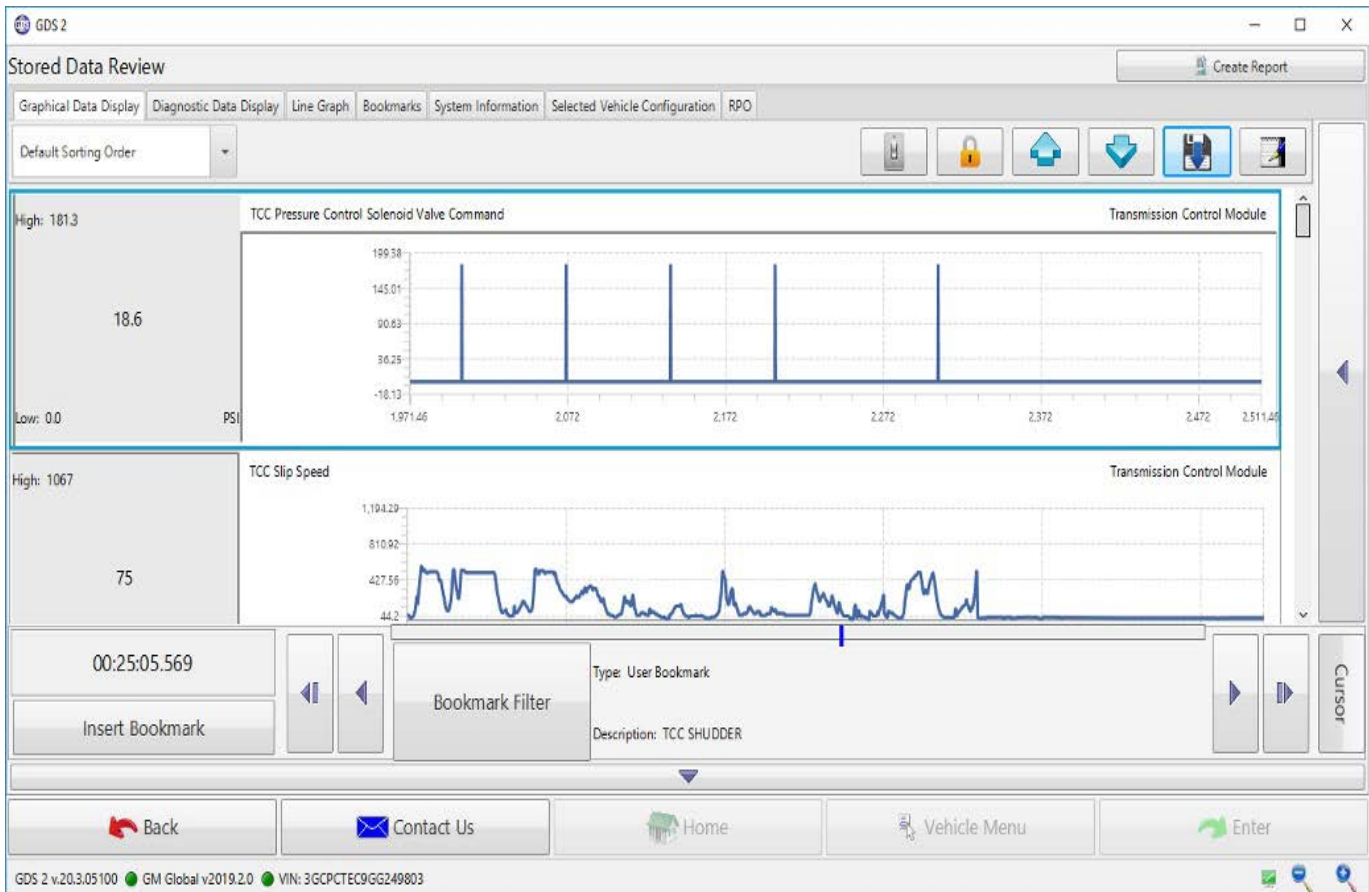 GDS 2
Stored Data Review
Create Report
Graphical Data Display Diagnostic Data Display Line Graph Bookmarks System Information Selected Vehicle Configuration RPO
Default Sorting Order
High: 181.3
18.6
Low: 0.0 PSI
TCC Pressure Control Solenoid Valve Command Transmission Control Module
199.38
145.01
90.63
36.25
-18.13
1,971.46 2,072 2,172 2,272 2,372 2,472 2,511.46
High: 1067
75
TCC Slip Speed Transmission Control Module
1,194.29
810.92
427.56
44.2
00:25:05.569
Insert Bookmark
Bookmark Filter
Type: User Bookmark
Description: TCC SHUDDER
Cursor
Back Contact Us Home Vehicle Menu Enter
GDS 2 v.20.3.05100 GM Global v2019.2.0 VIN: 3GCPCTEC9GG249803